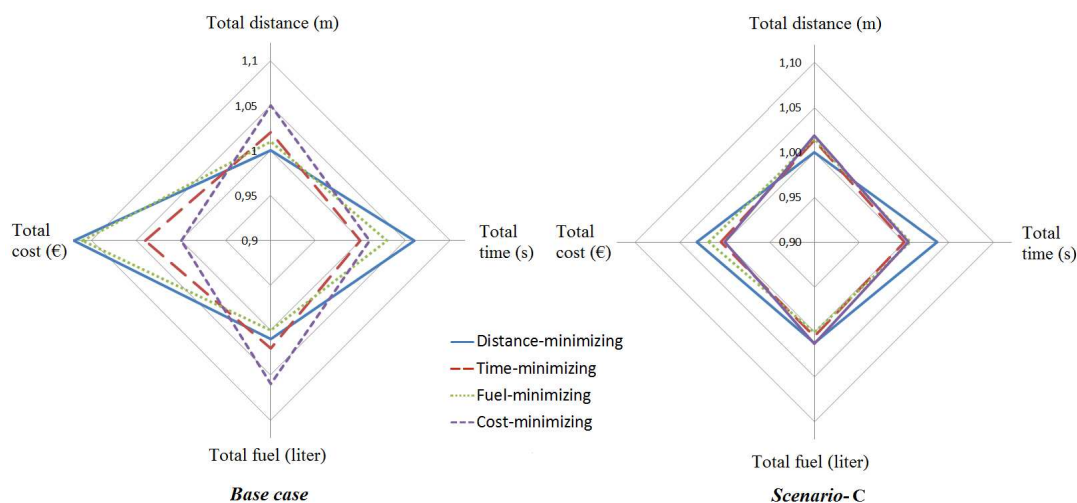 Total distance (m)
1,1
1,05
1
0,95
0,9
Total
cost (€)
Total
time (s)
Total fuel (liter)
Base case
Distance-minimizing
Time-minimizing
Fuel-minimizing
Cost-minimizing
Total distance (m)
1,10
1,05
1,00
0,95
0,90
Total
cost (€)
Total
time (s)
Total fuel (liter)
Scenario- C